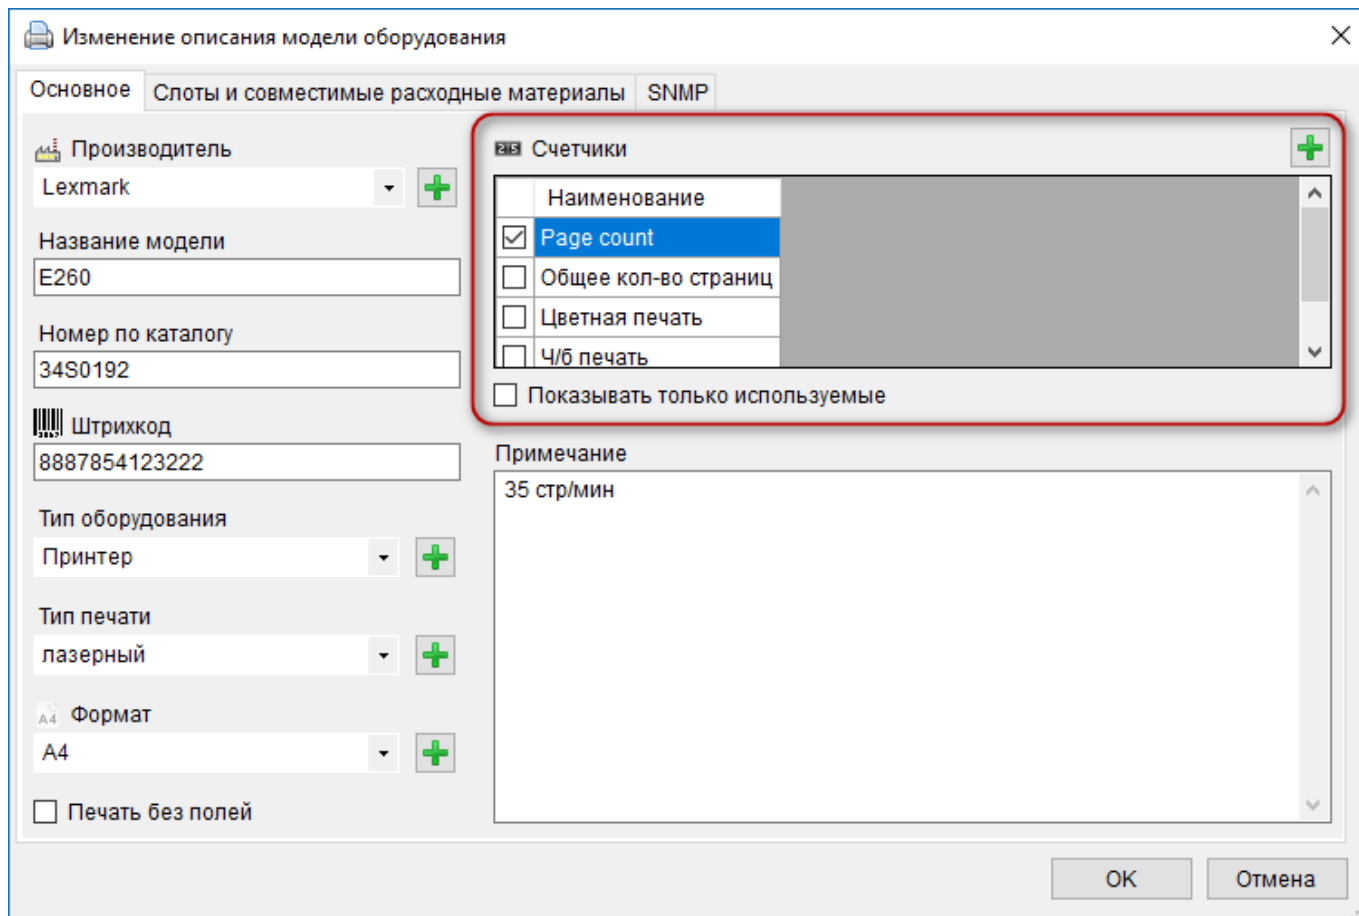 Изменение описания модели оборудования
Основное
Слоты и совместимые расходные материалы
SNMP
Производитель
Lexmark
Название модели
E260
Номер по каталогу
34S0192
Штрихкод
8887854123222
Тип оборудования
Принтер
Тип печати
лазерный
A4 Формат
A4
Печать без полей
Счетчики
Наименование
Page count
Общее кол-во страниц
Цветная печать
Ч/б печать
Показывать только используемые
Примечание
35 стр/мин
OK
Отмена